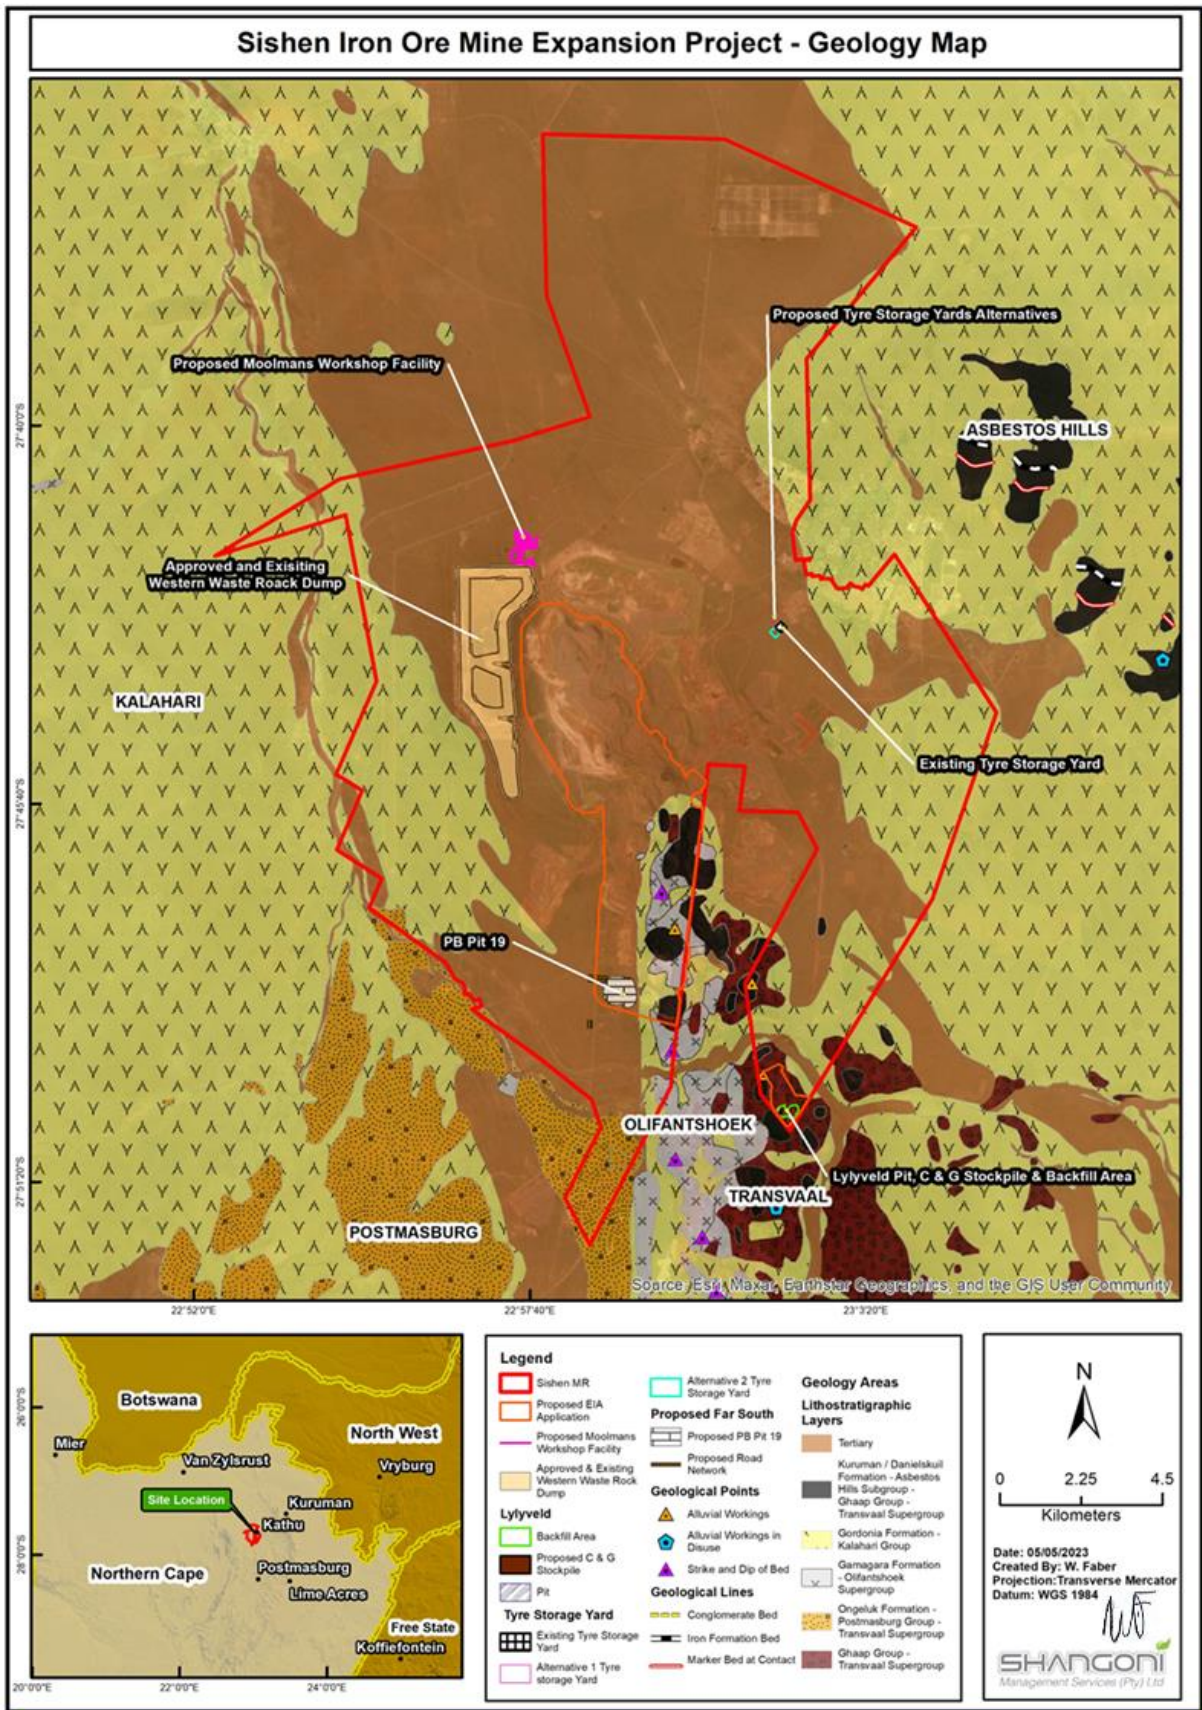 Sishen Iron Ore Mine Expansion Project - Geology Map
Proposed Tyre Storage Yards Alternatives
Proposed Moolmans Workshop Facility
27°40'0"S
ASBESTOS HILLS
Approved and Exisiting
Western Waste Roack Dump
KALAHARI
Existing Tyre Storage Yard
27°45'40"S
PB Pit 19
OLIFANTSHOEK
Lylyveld Pit, C & G Stockpile & Backfill Area
27°51'20"S
TRANSVAAL
POSTMASBURG
Source: Esri, Maxar, Earthstar Geographics, and the GIS User Community
22°52'0"E
22°57'40"E
23°3'20"E
26°0'0"S
28°0'0"S
Botswana
North West
Mier
Van Zylsrust
Vryburg
Site Location
Kuruman
Kathu
Northern Cape
Postmasburg
Lime Acres
Free State
Koffiefontein
20°0'0"E
22°0'0"E
24°0'0"E
Legend
Sishen MR
Proposed EIA
Application
Proposed Moolmans
Workshop Facility
Approved & Existing
Western Waste Rock
Dump
Lylyveld
Backfill Area
Proposed C & G
Stockpile
Pit
Tyre Storage Yard
Existing Tyre Storage
Yard
Alternative 1 Tyre
storage Yard
Alternative 2 Tyre
Storage Yard
Proposed Far South
Proposed PB Pit 19
Proposed Road
Network
Geological Points
Alluvial Workings
Alluvial Workings in
Disuse
Strike and Dip of Bed
Geological Lines
Conglomerate Bed
Iron Formation Bed
Marker Bed at Contact
Geology Areas
Lithostratigraphic
Layers
Tertiary
Kuruman / Danielskuil
Formation - Asbestos
Hills Subgroup -
Ghaap Group -
Transvaal Supergroup
Gordonia Formation -
Kalahari Group
Gamagara Formation
- Olifantshoek
Supergroup
Ongeluk Formation -
Postmasburg Group -
Transvaal Supergroup
Ghaap Group -
Transvaal Supergroup
N
0 2.25 4.5
Kilometers
Date: 05/05/2023
Created By: W. Faber
Projection:Transverse Mercator
Datum: WGS 1984
SHANGONI
Management Services (Pty) Ltd